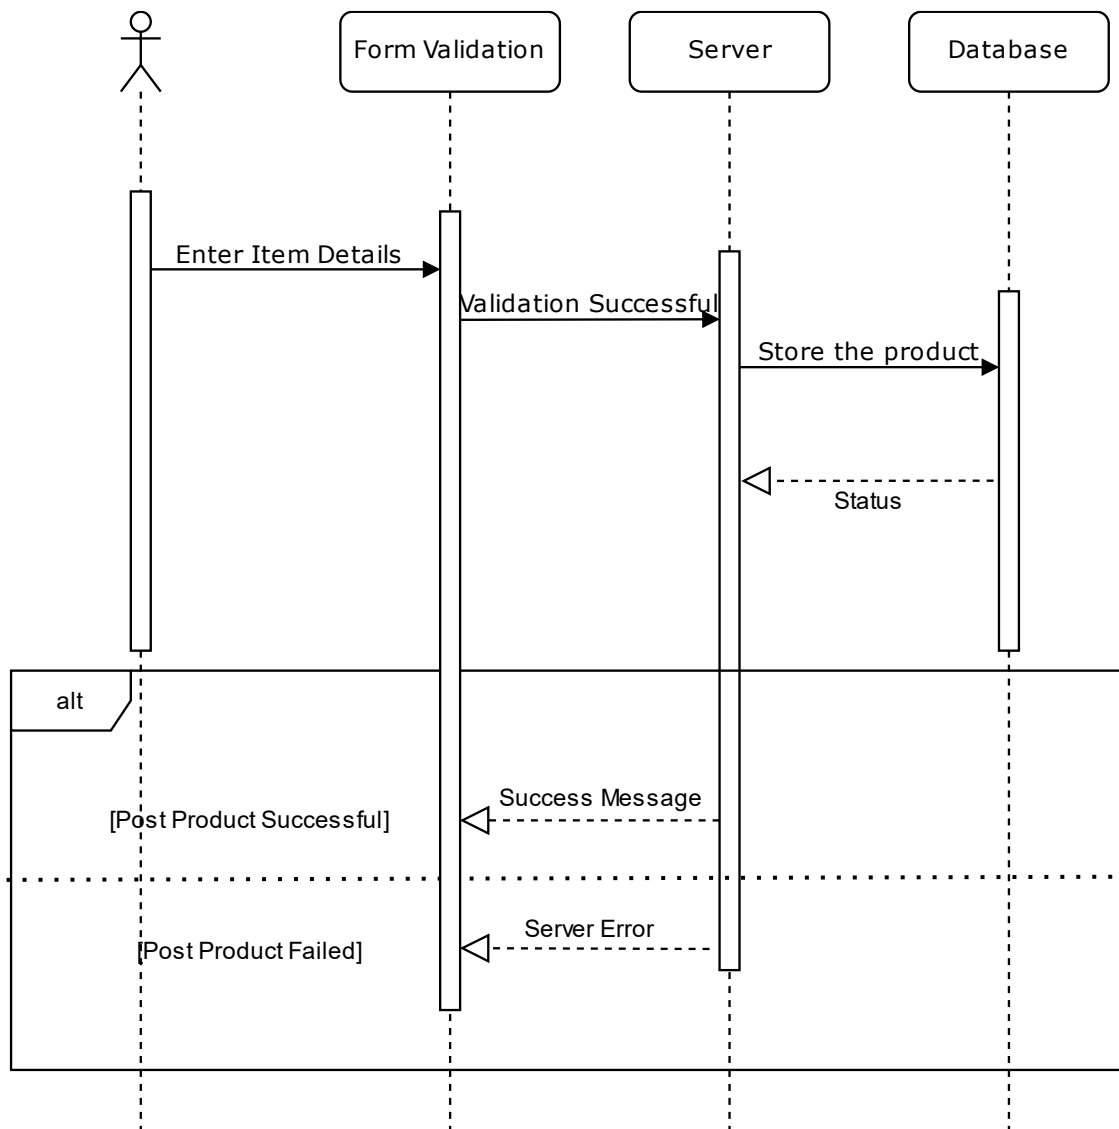 Form Validation
Server
Database
Enter Item Details
Validation Successful
Store the product
Status
alt
Success Message
[Post Product Successful]
Server Error
[Post Product Failed]